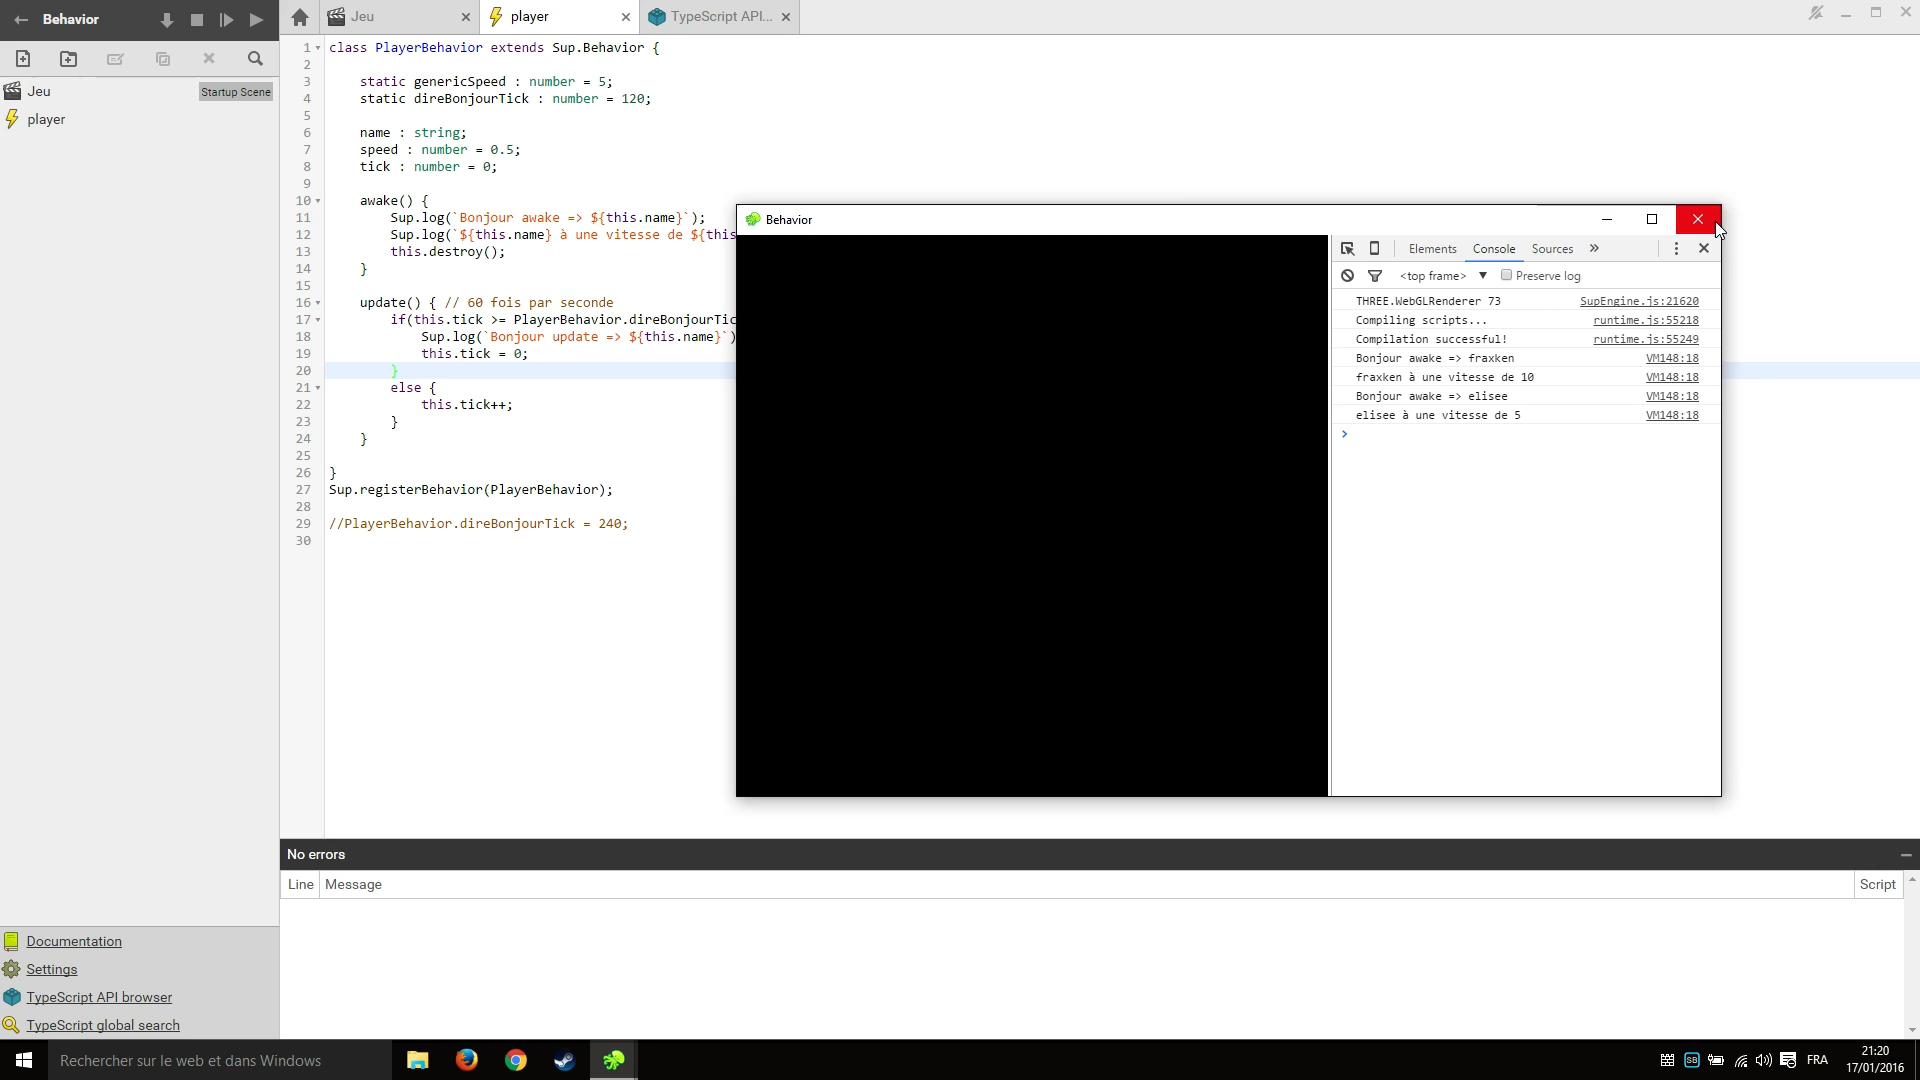 Behavior
Jeu
player
TypeScript API...
Jeu
Startup Scene
player
1 class PlayerBehavior extends Sup.Behavior {
2
3 static genericSpeed : number = 5;
4 static direBonjourTick : number = 120;
5
6 name : string;
7 speed : number = 0.5;
8 tick : number = 0;
9
10 awake() {
11 Sup.log(`Bonjour awake => ${this.name}`);
12 Sup.log(`${this.name} à une vitesse de ${this
13 this.destroy();
14 }
15
16 update() { // 60 fois par seconde
17 if(this.tick >= PlayerBehavior.direBonjourTic
18 Sup.log(`Bonjour update => ${this.name}`)
19 this.tick = 0;
20 }
21 else {
22 this.tick++;
23 }
24 }
25
26 }
27 Sup.registerBehavior(PlayerBehavior);
28
29 //PlayerBehavior.direBonjourTick = 240;
30
Behavior
Elements Console Sources »
<top frame> ▼ Preserve log
THREE.WebGLRenderer 73 SupEngine.js:21620
Compiling scripts... runtime.js:55218
Compilation successful! runtime.js:55249
Bonjour awake => fraxken VM148:18
fraxken à une vitesse de 10 VM148:18
Bonjour awake => elisee VM148:18
elisee à une vitesse de 5 VM148:18
>
No errors
Line Message Script
Documentation
Settings
TypeScript API browser
TypeScript global search
Rechercher sur le web et dans Windows
SB
FRA
21:20
17/01/2016